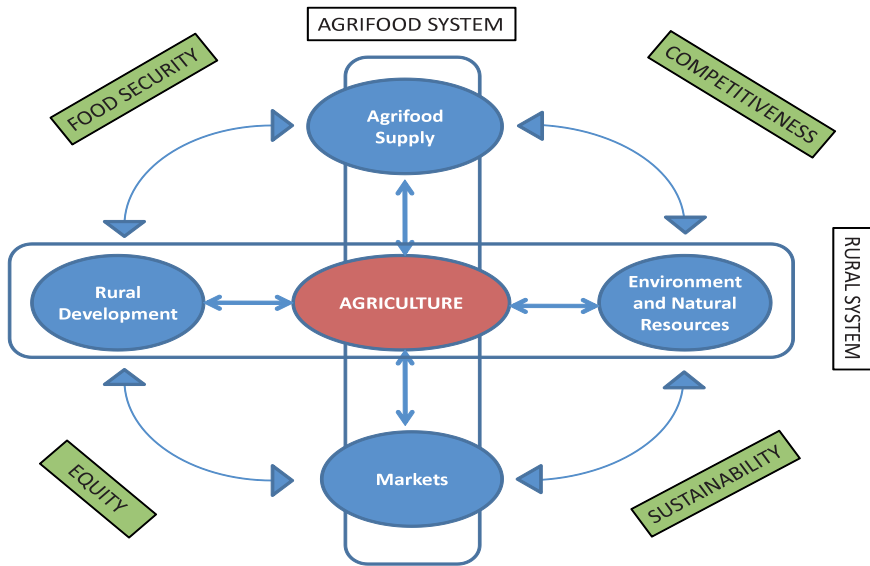 AGRIFOOD SYSTEM
FOOD SECURITY
COMPETITIVENESS
Agrifood
Supply
Rural
Development
AGRICULTURE
Environment
and Natural
Resources
RURAL SYSTEM
Markets
EQUITY
SUSTAINABILITY